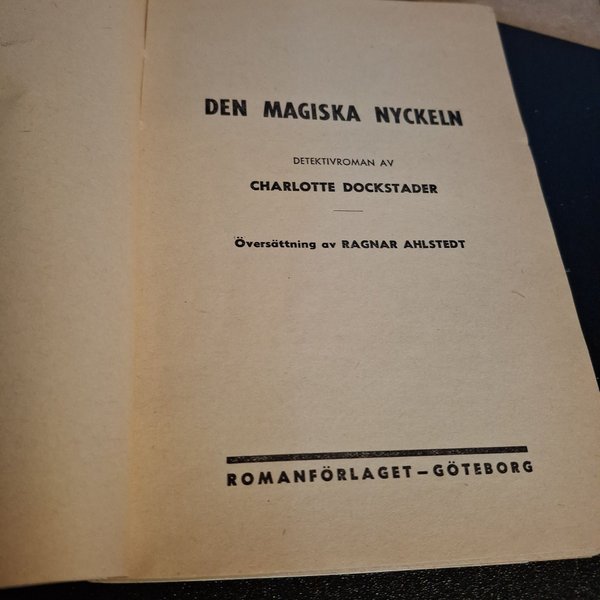 DEN MAGISKA NYCKELN
DETEKTIVROMAN AV
CHARLOTTE DOCKSTADER
Översättning av RAGNAR AHLSTEDT
ROMANFÖRLAGET—GÖTEBORG